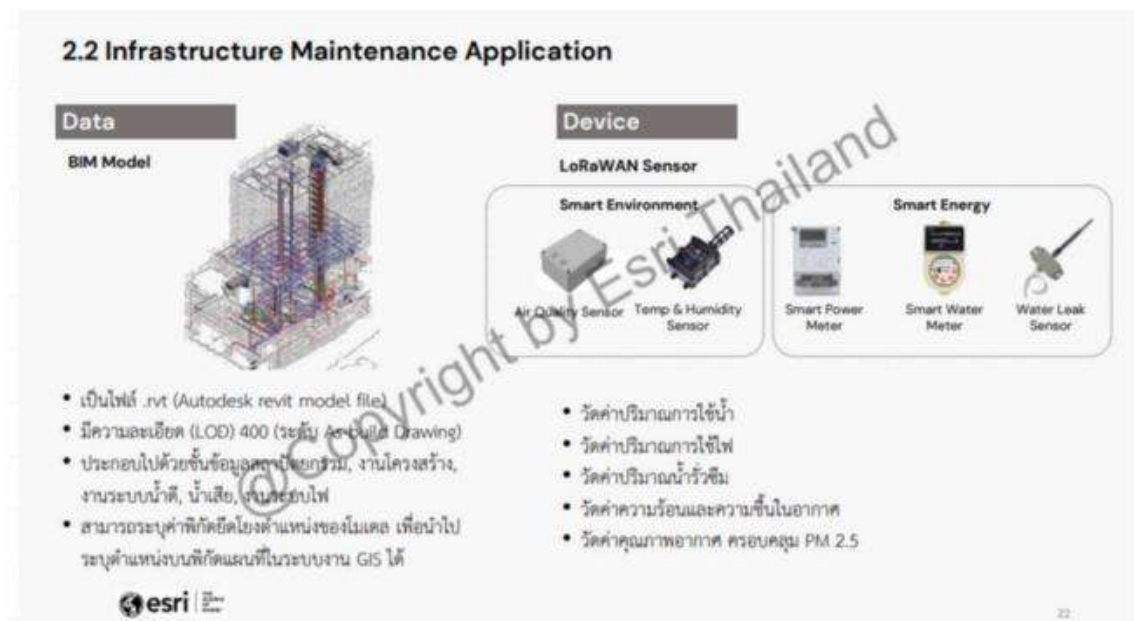 2.2 Infrastructure Maintenance Application
Data
BIM Model
• เป็นไฟล์ .rvt (Autodesk revit model file)
• มีความละเอียด (LOD) 400 (ระดับ As-build Drawing)
• ประกอบไปด้วยชั้นข้อมูลสถาปัตยกรรม, งานโครงสร้าง,
งานระบบน้ำดี, น้ำเสีย, งานระบบไฟ
• สามารถระบุค่าพิกัดยึดโยงตำแหน่งของโมเดล เพื่อนำไป
ระบุตำแหน่งบนพิกัดแผนที่ในระบบงาน GIS ได้
Device
LoRaWAN Sensor
Smart Environment
Air Quality Sensor
Temp & Humidity
Sensor
Smart Energy
Smart Power
Meter
Smart Water
Meter
Water Leak
Sensor
• วัดค่าปริมาณการใช้น้ำ
• วัดค่าปริมาณการใช้ไฟ
• วัดค่าปริมาณน้ำรั่วซึม
• วัดค่าความร้อนและความชื้นในอากาศ
• วัดค่าคุณภาพอากาศ ครอบคลุม PM 2.5
@Copyright by Esri Thailand
esri
22